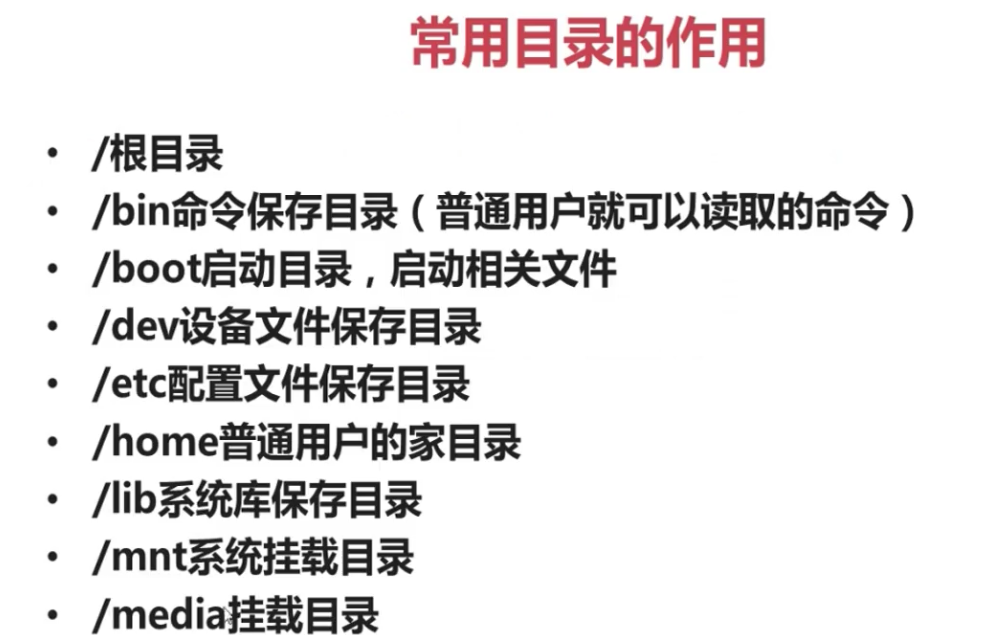 常用目录的作用
• /根目录
• /bin命令保存目录（普通用户就可以读取的命令）
• /boot启动目录，启动相关文件
• /dev设备文件保存目录
• /etc配置文件保存目录
• /home普通用户的家目录
• /lib系统库保存目录
• /mnt系统挂载目录
• /media挂载目录